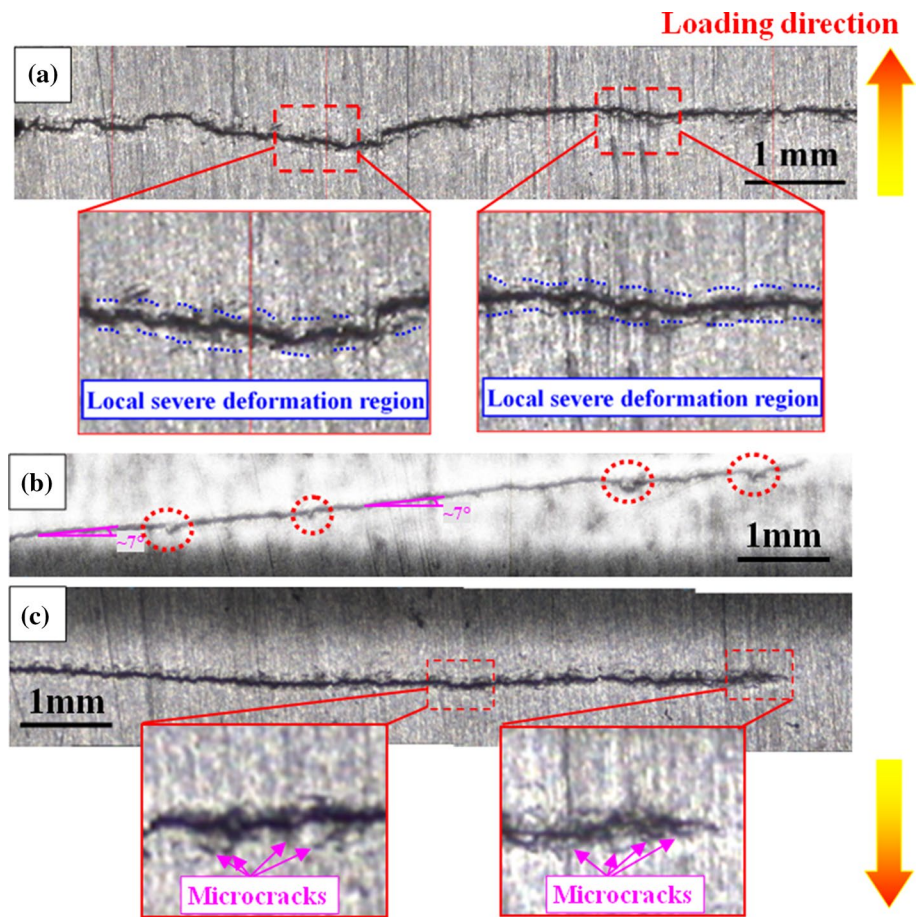 Loading direction
(a)
1 mm
Local severe deformation region
Local severe deformation region
(b)
~7°
~7°
1mm
(c)
1mm
Microcracks
Microcracks